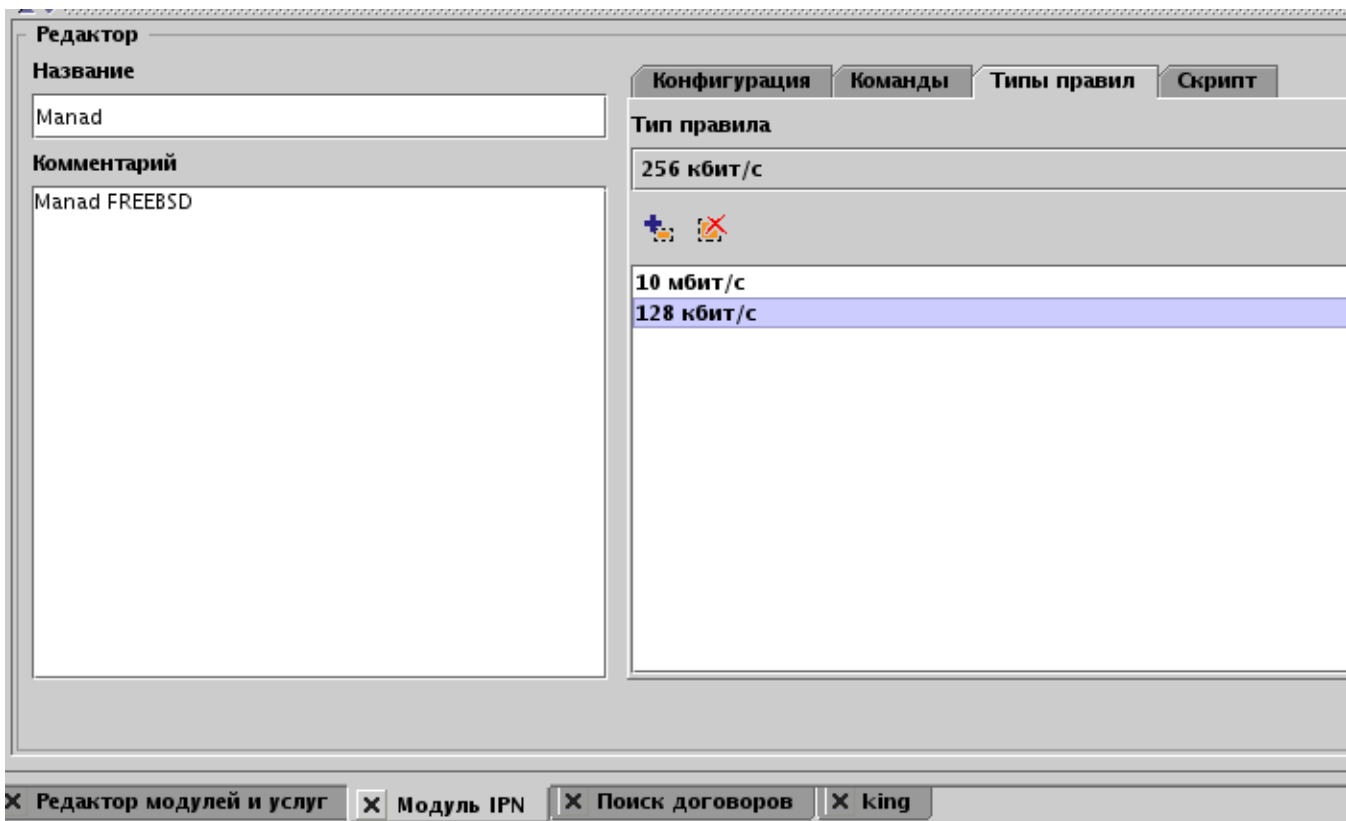 Редактор
Название
Manad
Комментарий
Manad FREEBSD
Конфигурация Команды Типы правил Скрипт
Тип правила
256 кбит/с
10 мбит/с
128 кбит/с
Редактор модулей и услуг Модуль IPN Поиск договоров king